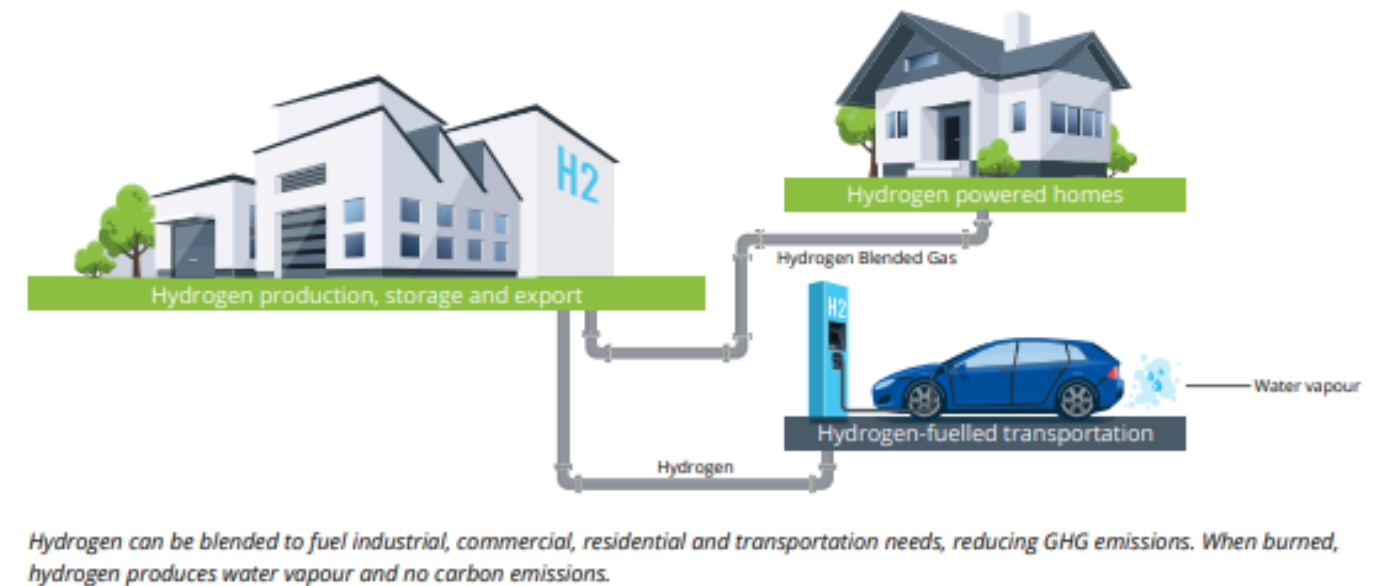 H2
Hydrogen powered homes
Hydrogen Blended Gas
Hydrogen production, storage and export
H2
Water vapour
Hydrogen-fuelled transportation
Hydrogen
Hydrogen can be blended to fuel industrial, commercial, residential and transportation needs, reducing GHG emissions. When burned,
hydrogen produces water vapour and no carbon emissions.